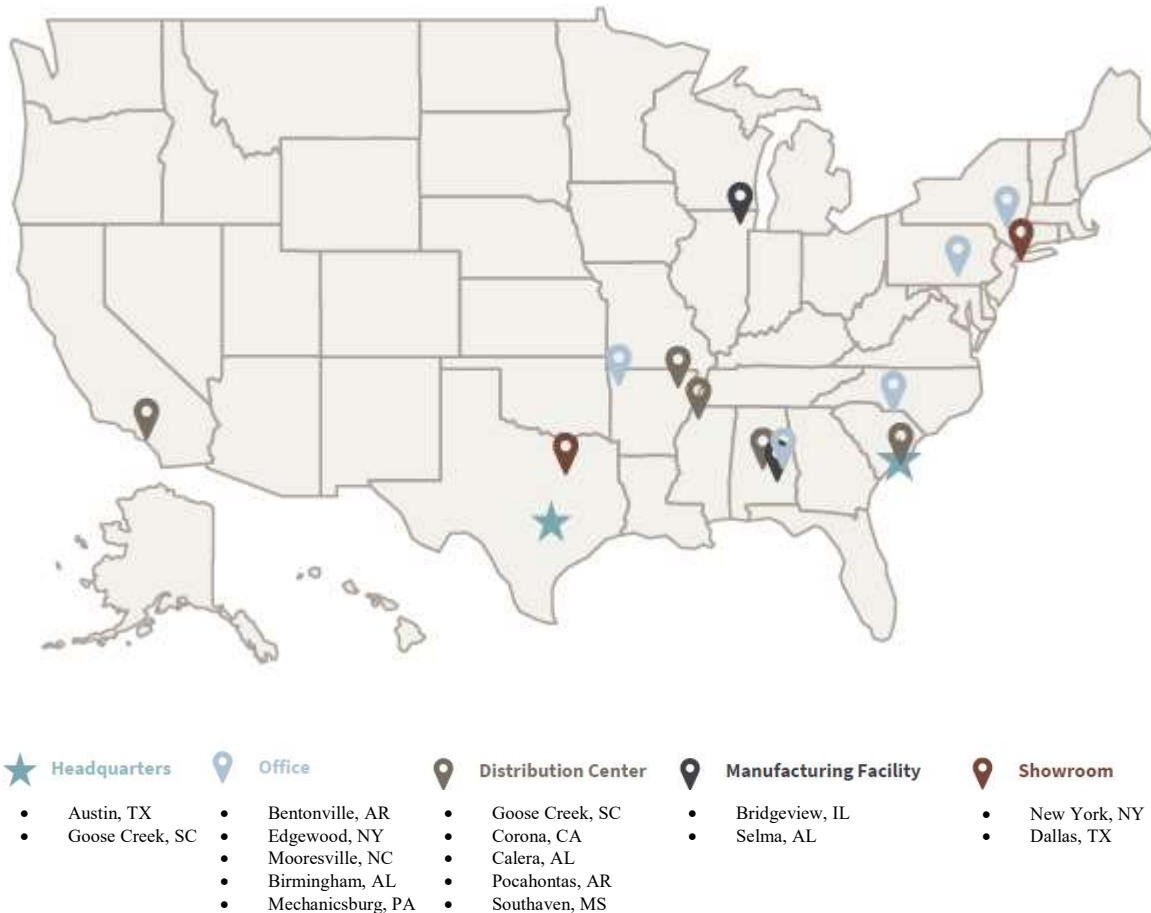 Headquarters
• Austin, TX
• Goose Creek, SC
Office
• Bentonville, AR
• Edgewood, NY
• Mooresville, NC
• Birmingham, AL
• Mechanicsburg, PA
Distribution Center
• Goose Creek, SC
• Corona, CA
• Calera, AL
• Pocahontas, AR
• Southaven, MS
Manufacturing Facility
• Bridgeview, IL
• Selma, AL
Showroom
• New York, NY
• Dallas, TX